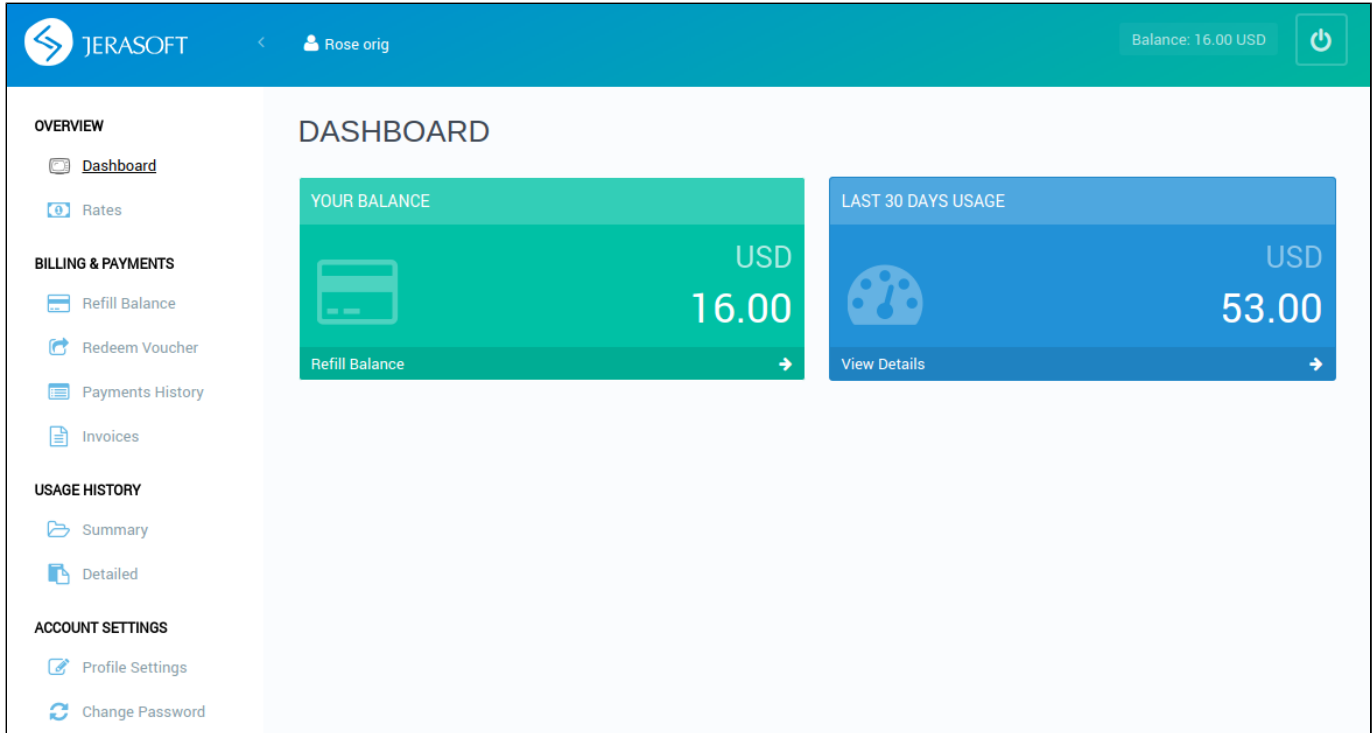 JERASOFT
Rose orig
Balance: 16.00 USD
OVERVIEW
Dashboard
Rates
BILLING & PAYMENTS
Refill Balance
Redeem Voucher
Payments History
Invoices
USAGE HISTORY
Summary
Detailed
ACCOUNT SETTINGS
Profile Settings
Change Password
DASHBOARD
YOUR BALANCE
USD
16.00
Refill Balance
LAST 30 DAYS USAGE
USD
53.00
View Details